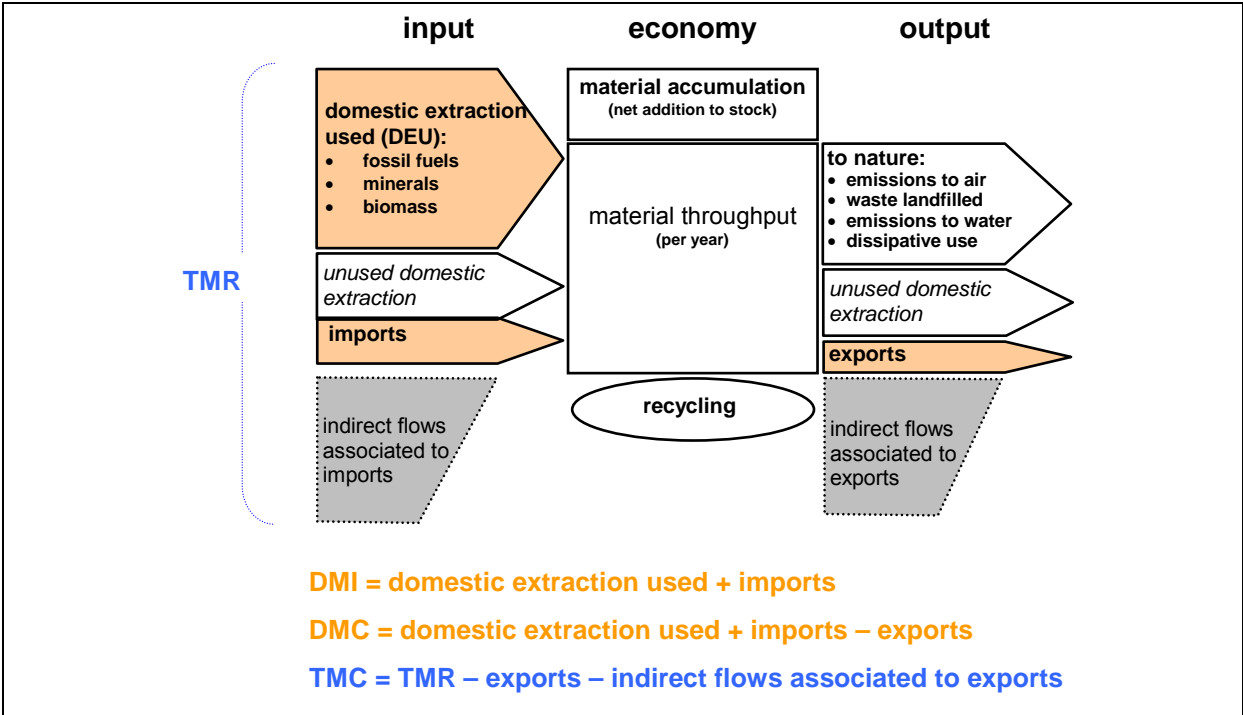 input
economy
output
TMR
domestic extraction
used (DEU):
• fossil fuels
• minerals
• biomass
unused domestic
extraction
imports
indirect flows
associated to
imports
material accumulation
(net addition to stock)
material throughput
(per year)
recycling
to nature:
• emissions to air
• waste landfilled
• emissions to water
• dissipative use
unused domestic
extraction
exports
indirect flows
associated to
exports
DMI = domestic extraction used + imports
DMC = domestic extraction used + imports – exports
TMC = TMR – exports – indirect flows associated to exports